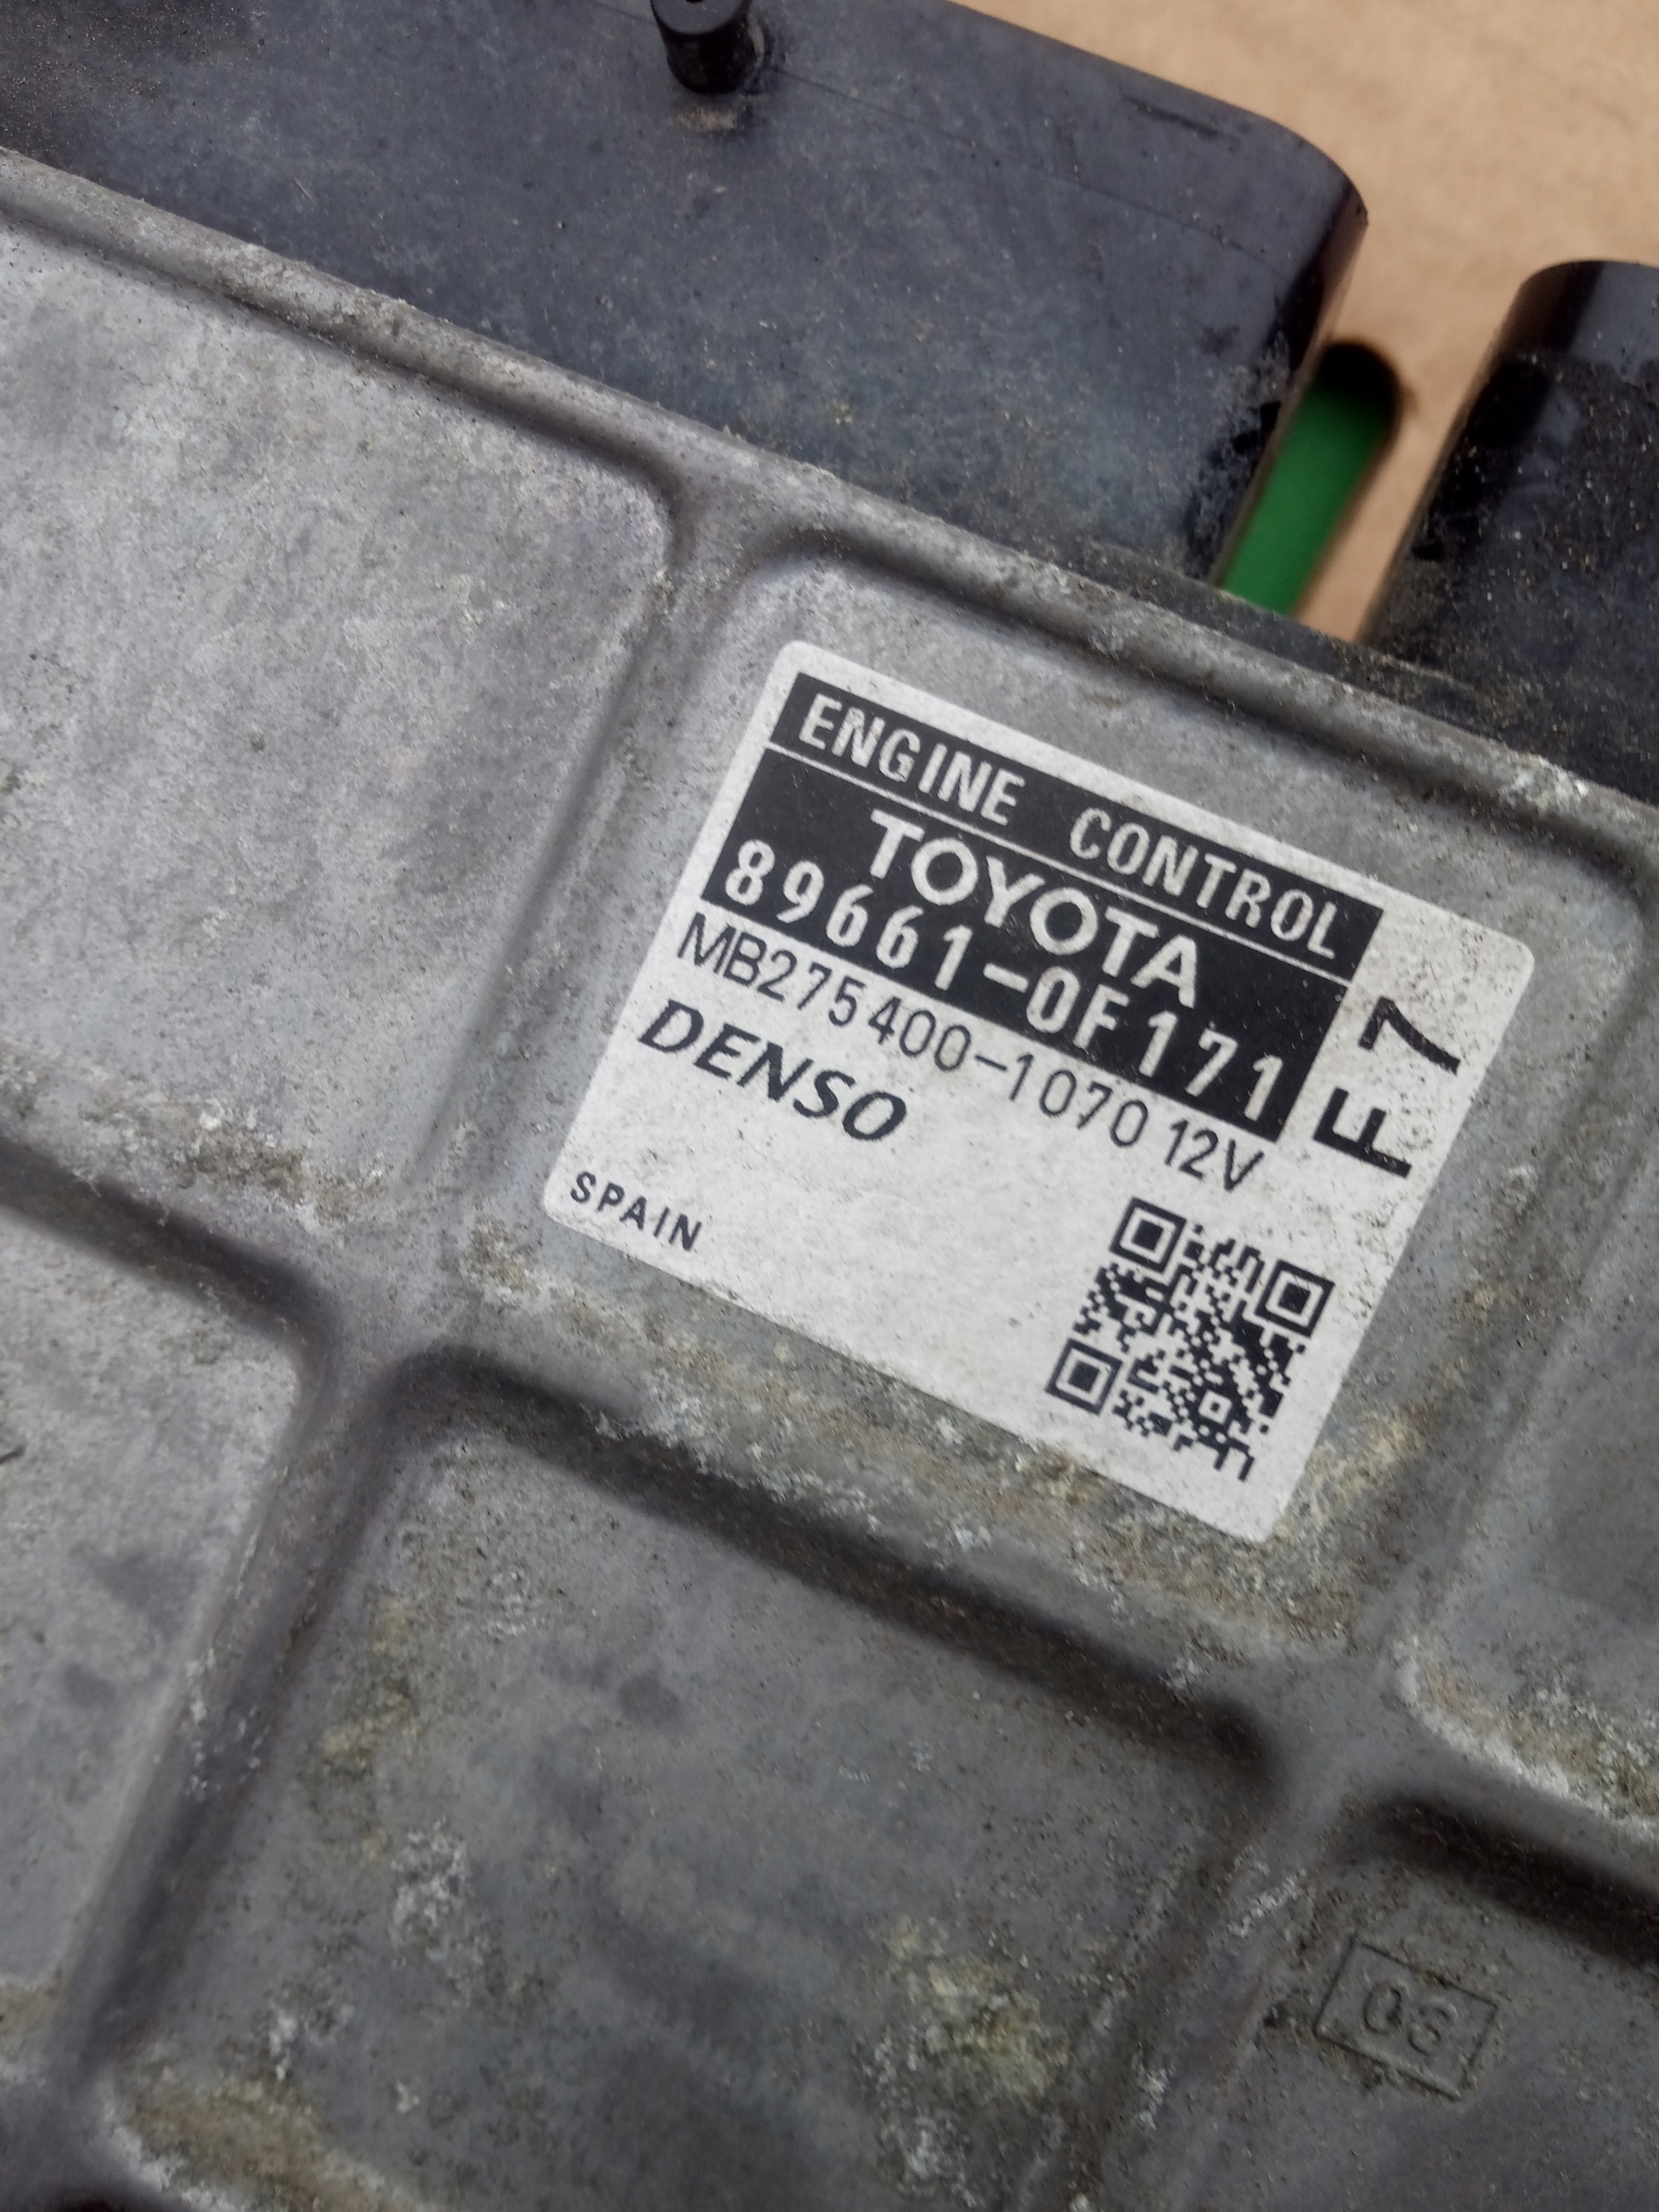 ENGINE CONTROL
TOYOTA
89661-0F171
MB275400-1070 12V
DENSO
SPAIN
F7
03